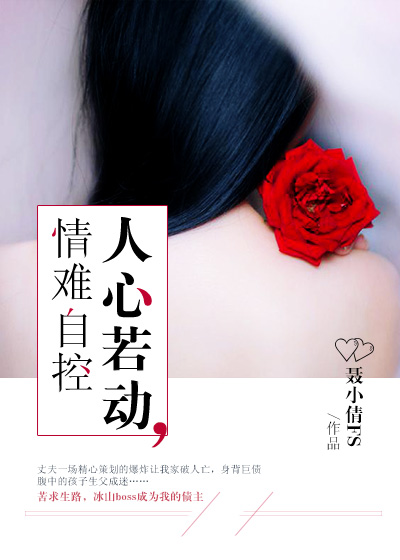 人心若动，
情难自控
聂小倩FS
/作品
丈夫一场精心策划的爆炸让我家破人亡，身背巨债
腹中的孩子生父成迷……
苦求生路，冰山boss成为我的债主